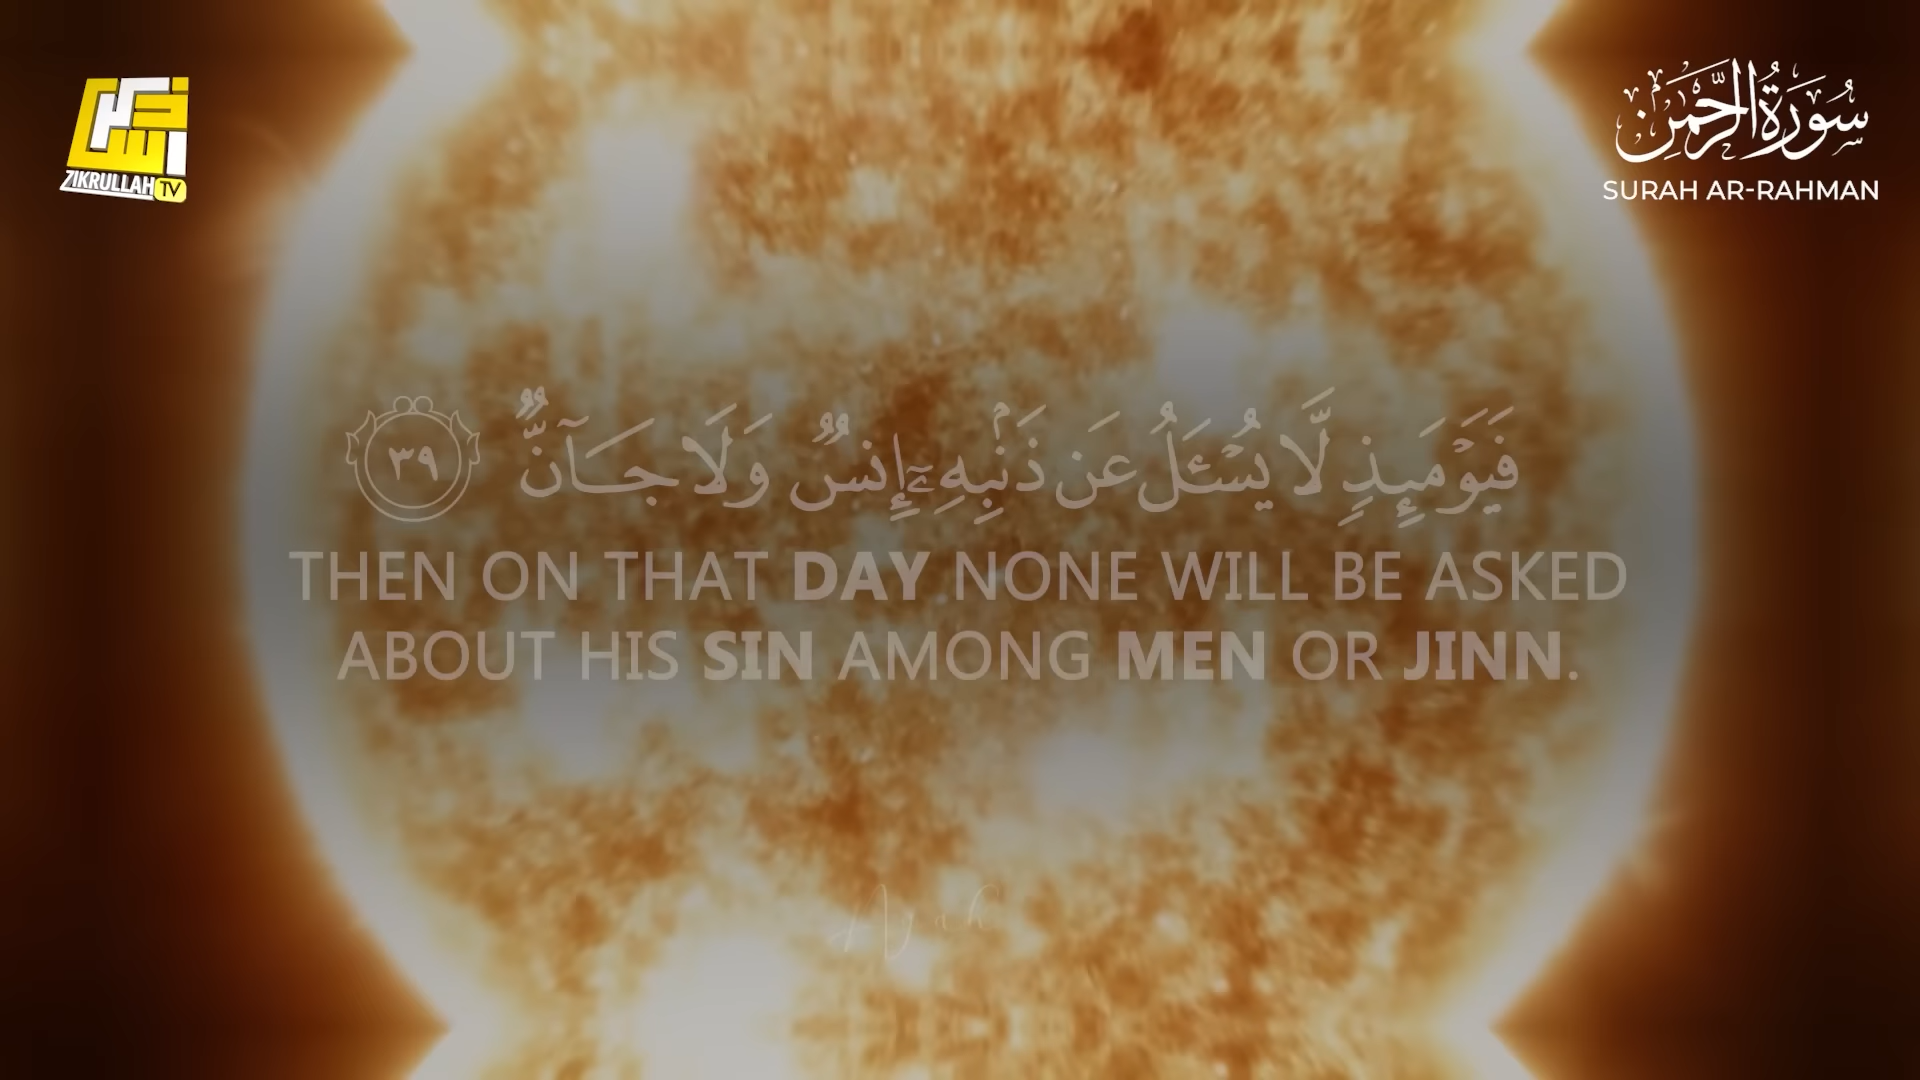 ZIKRULLAH TV
سُورَةُ الرَّحْمَٰن
SURAH AR-RAHMAN
فَيَوْمَئِذٍ لَّا يُسْـَٔلُ عَن ذَنۢبِهِۦٓ إِنسٌ وَلَا جَآنٌّ ٣٩
THEN ON THAT DAY NONE WILL BE ASKED
ABOUT HIS SIN AMONG MEN OR JINN.
Ayah